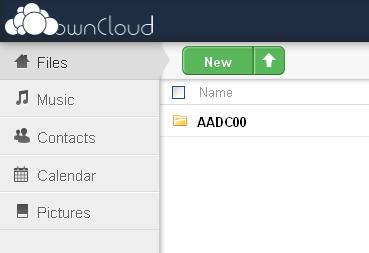 ownCloud
Files
New
Music
Name
AADC00
Contacts
Calendar
Pictures